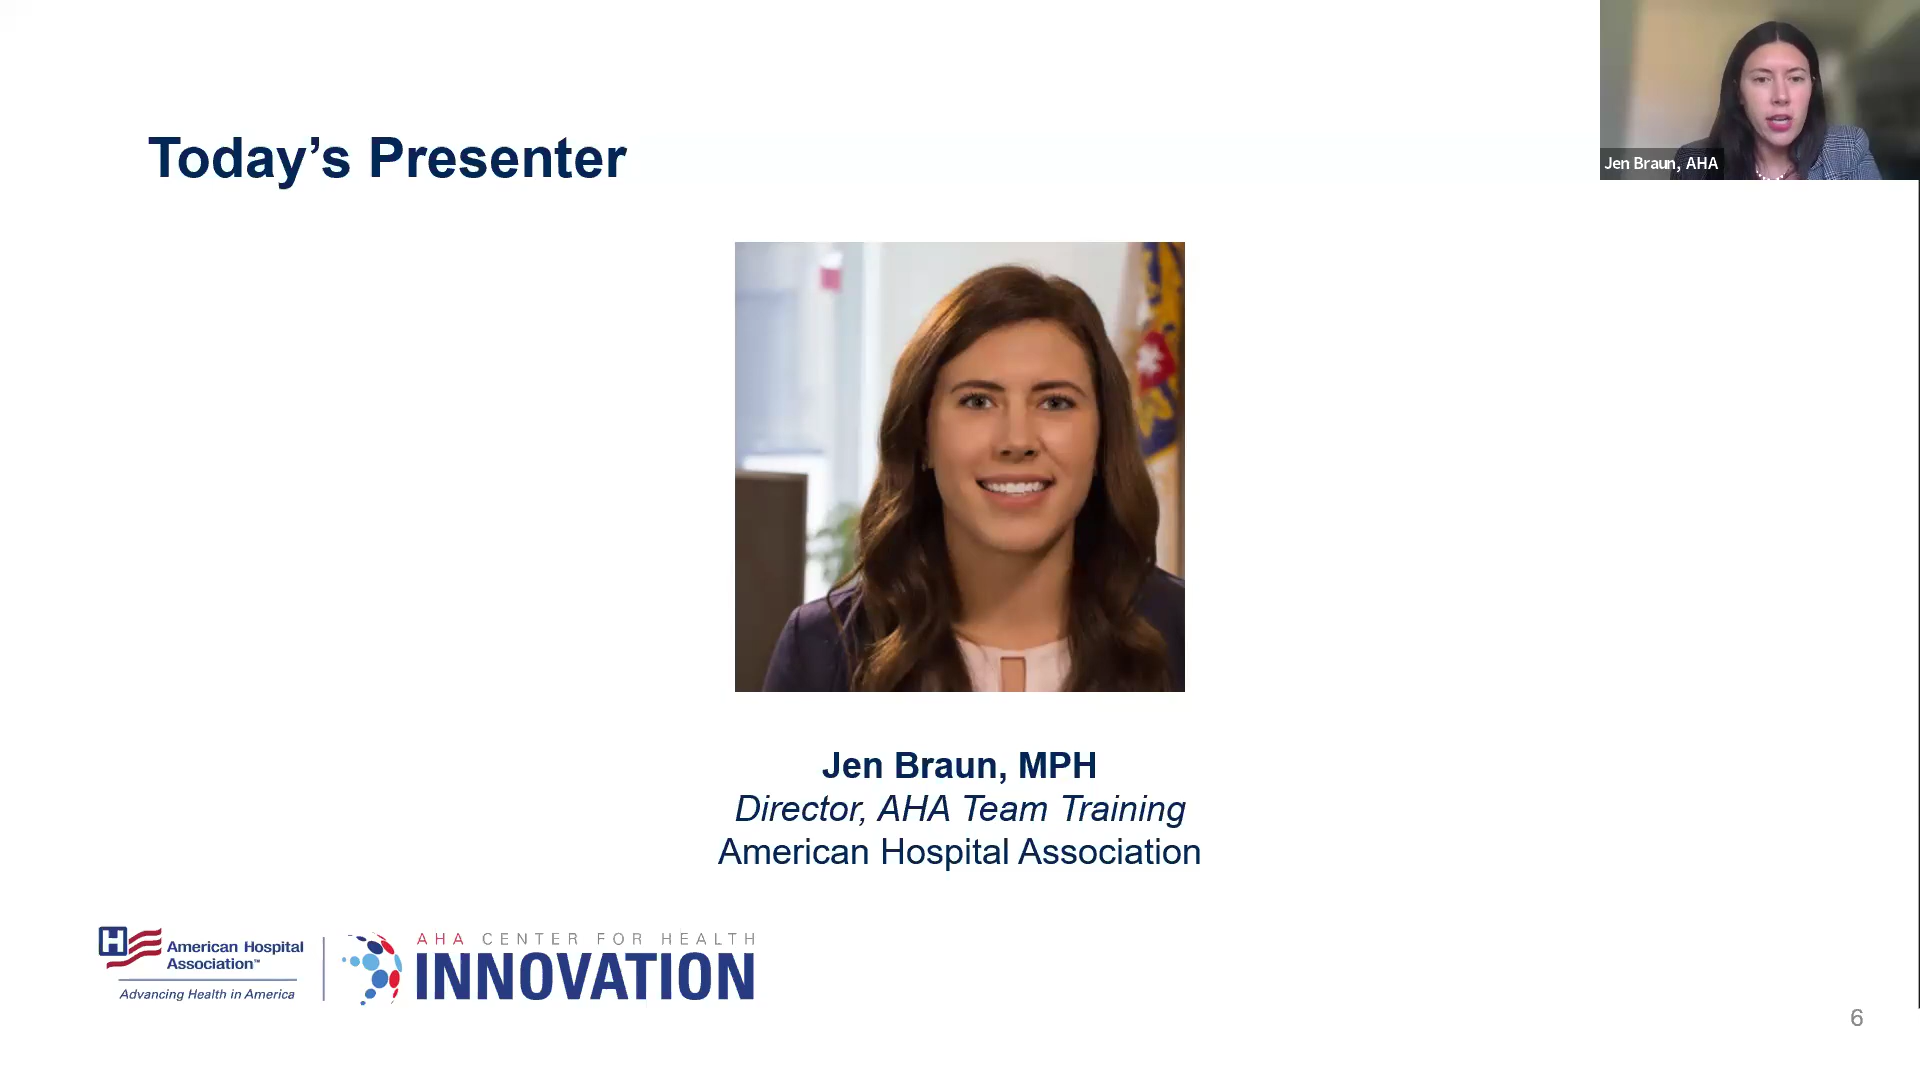 Today’s Presenter
Jen Braun, AHA
Jen Braun, MPH
Director, AHA Team Training
American Hospital Association
H
American Hospital
Association™
Advancing Health in America
AHA CENTER FOR HEALTH
INNOVATION
6